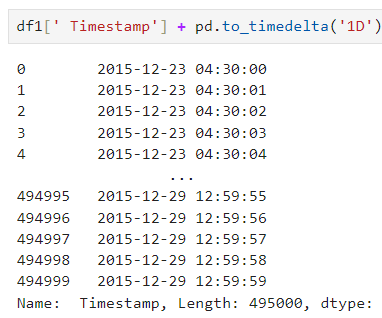 df1[' Timestamp'] + pd.to_timedelta('1D')
0        2015-12-23 04:30:00
1        2015-12-23 04:30:01
2        2015-12-23 04:30:02
3        2015-12-23 04:30:03
4        2015-12-23 04:30:04
                 ...
494995   2015-12-29 12:59:55
494996   2015-12-29 12:59:56
494997   2015-12-29 12:59:57
494998   2015-12-29 12:59:58
494999   2015-12-29 12:59:59
Name:  Timestamp, Length: 495000, dtype: